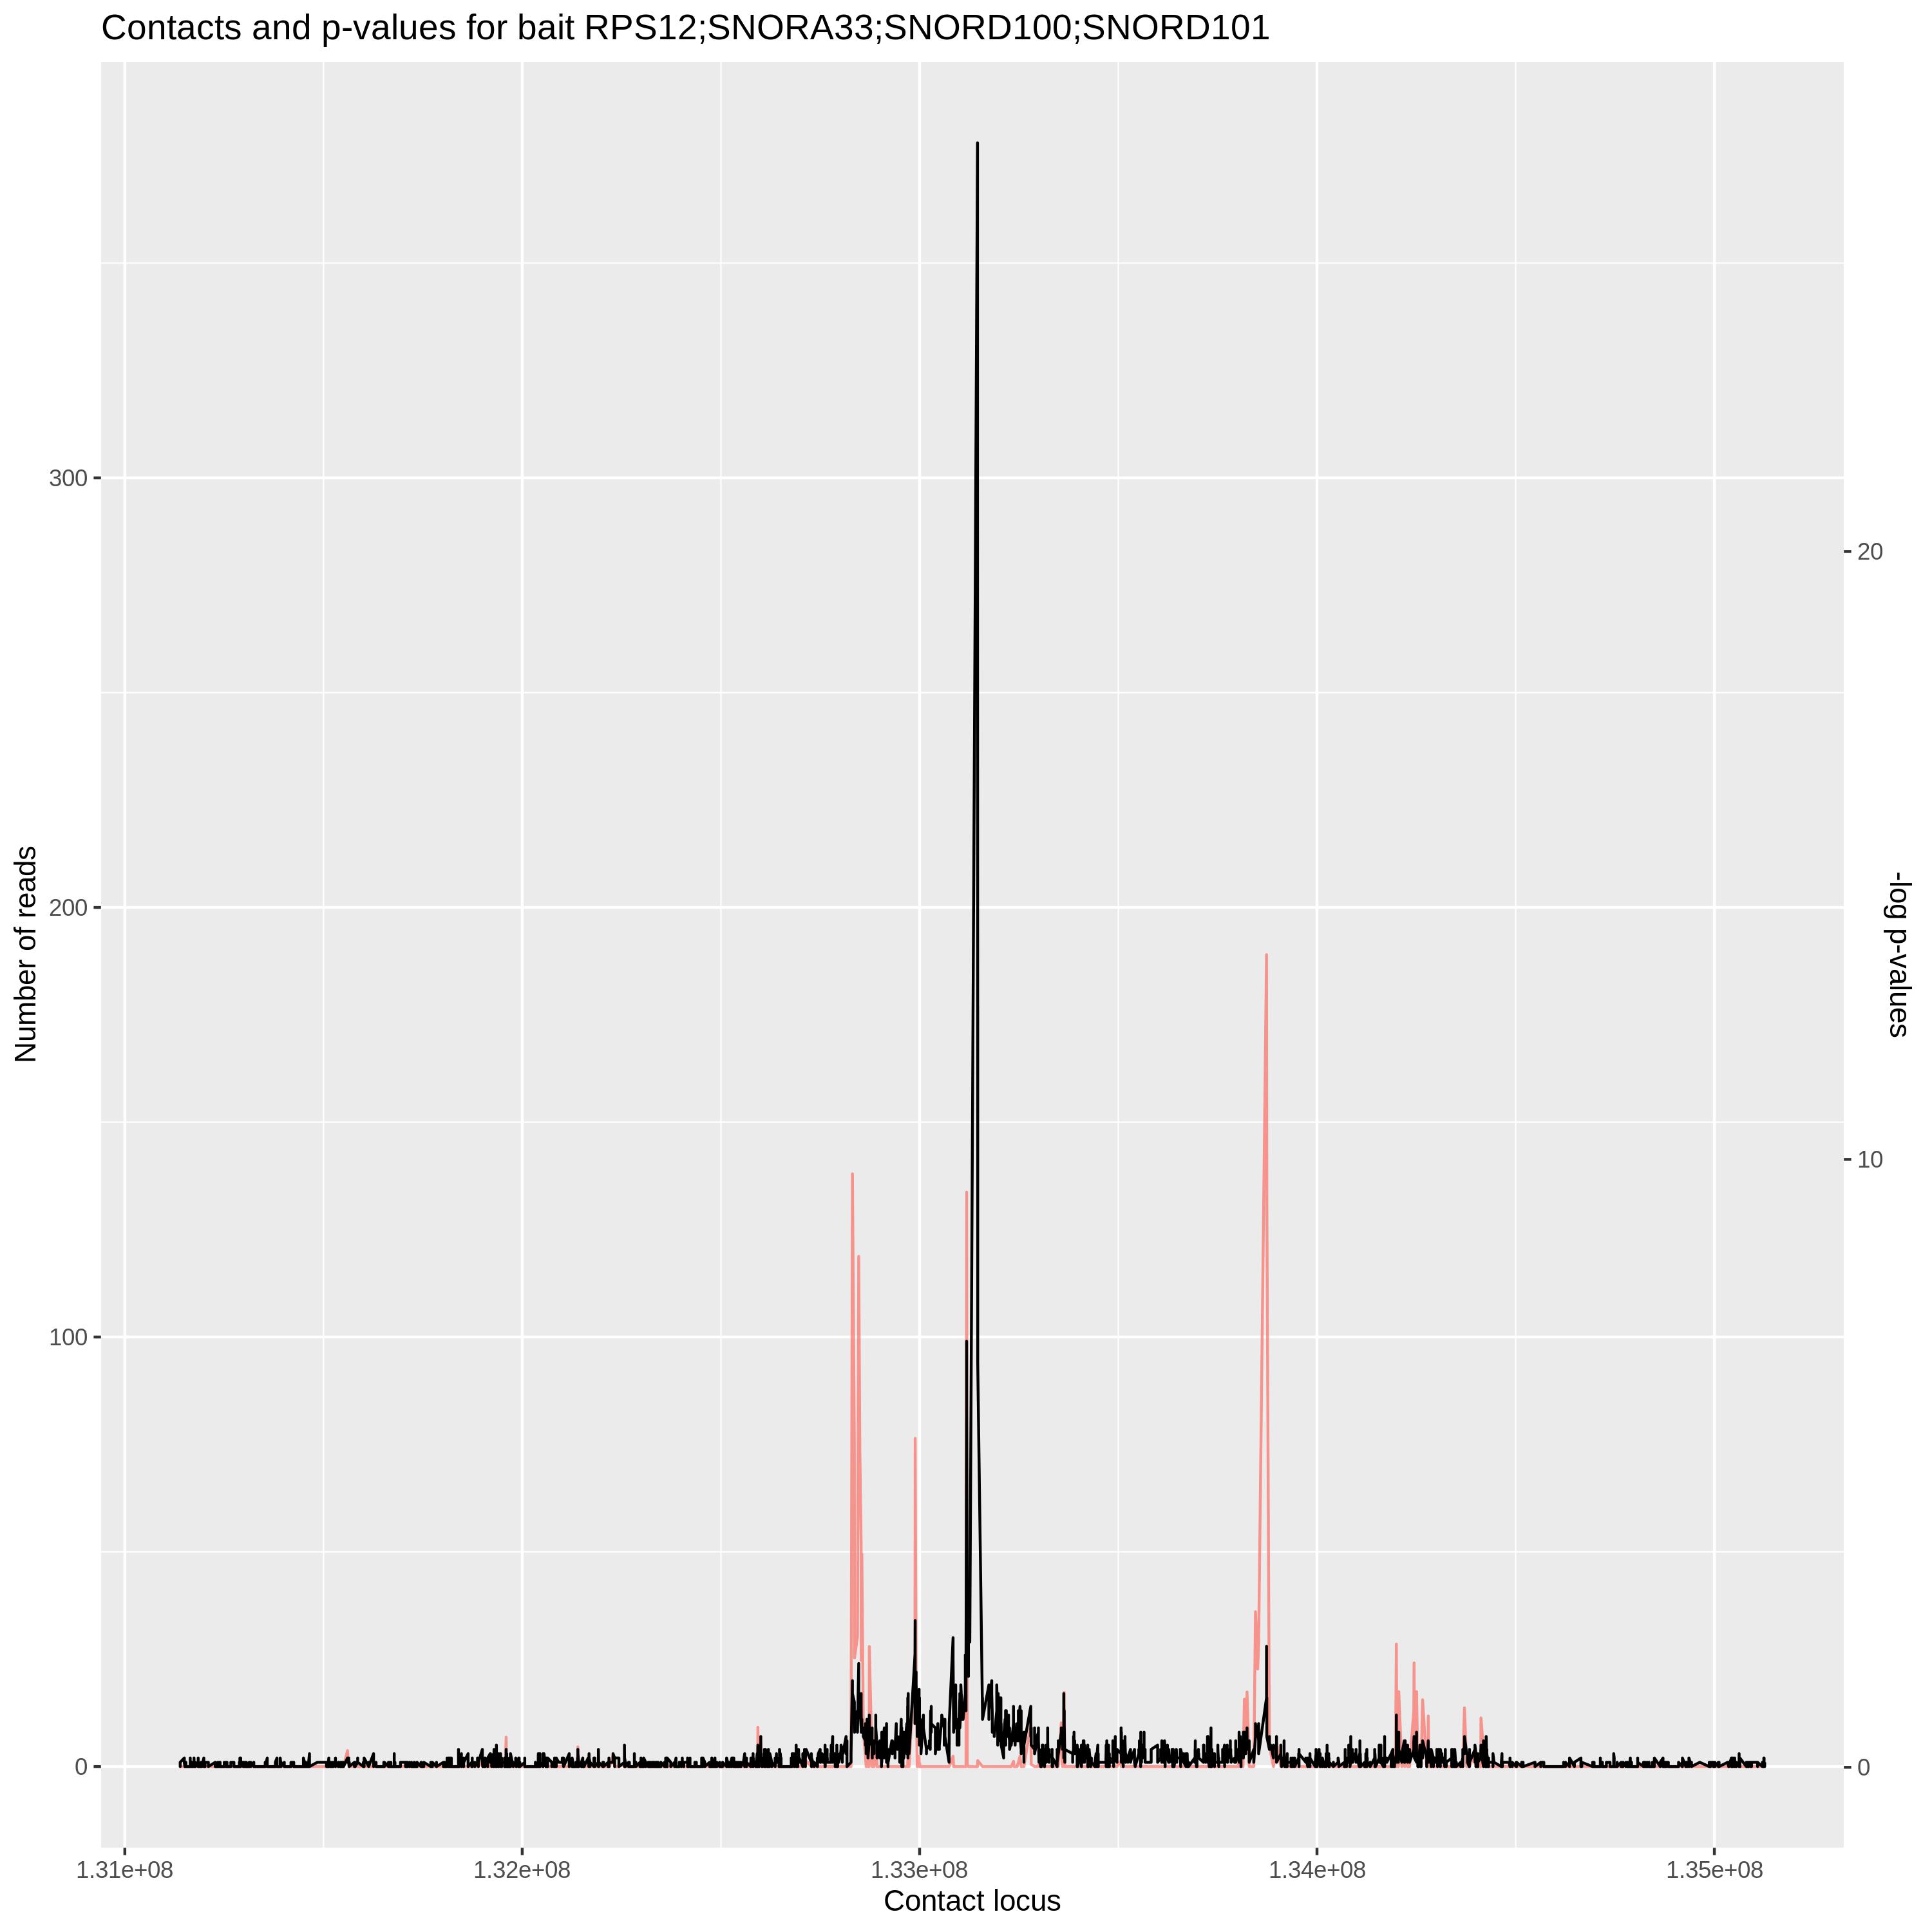 Contacts and p-values for bait RPS12;SNORA33;SNORD100;SNORD101
Number of reads
300
200
100
0
20
10
0
-log p-values
1.31e+08
1.32e+08
1.33e+08
1.34e+08
1.35e+08
Contact locus